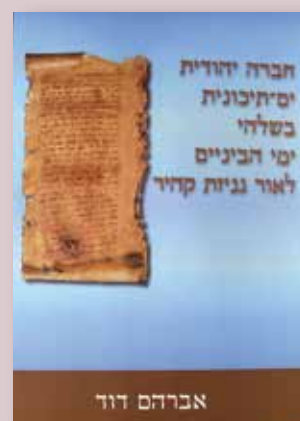 חברה יהודית
ים־תיכונית
בשלהי
ימי הביניים
לאור גניזת קהיר
אברהם דוד